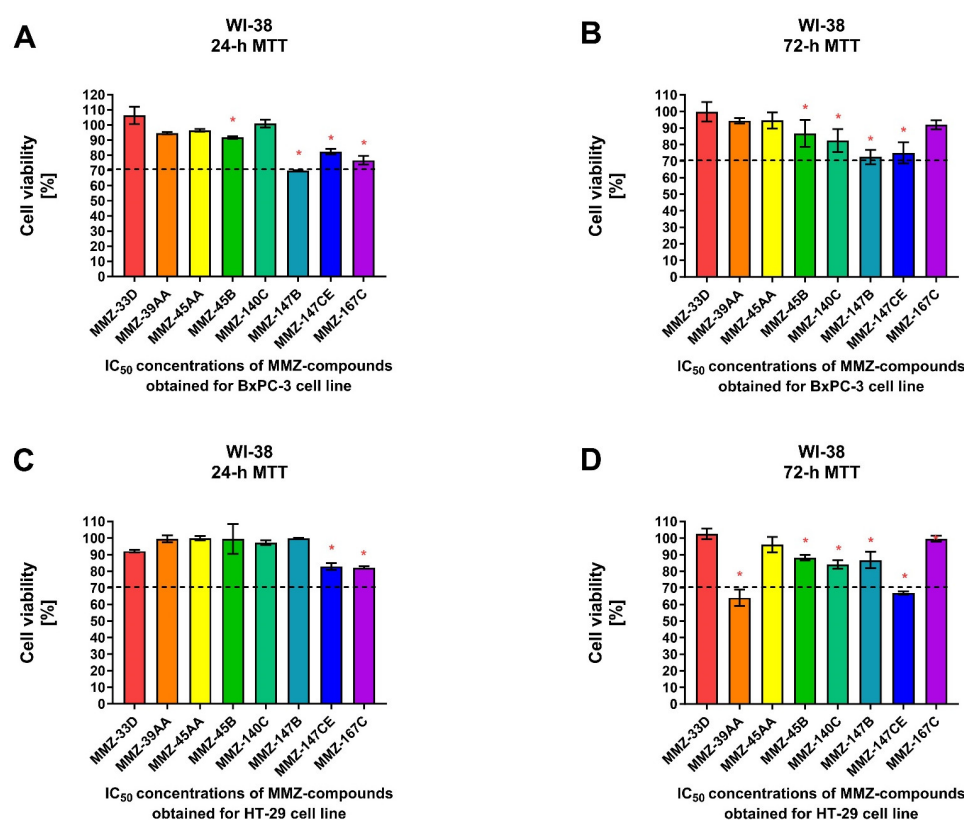 A
WI-38
24-h MTT
Cell viability
[%]
120
110
100
90
80
70
60
50
40
30
20
10
0
*
*
*
*
MMZ-33D
MMZ-39AA
MMZ-45AA
MMZ-45B
MMZ-140C
MMZ-147B
MMZ-147CE
MMZ-167C
IC50 concentrations of MMZ-compounds
obtained for BxPC-3 cell line
B
WI-38
72-h MTT
Cell viability
[%]
110
100
90
80
70
60
50
40
30
20
10
0
*
*
*
*
MMZ-33D
MMZ-39AA
MMZ-45AA
MMZ-45B
MMZ-140C
MMZ-147B
MMZ-147CE
MMZ-167C
IC50 concentrations of MMZ-compounds
obtained for BxPC-3 cell line
C
WI-38
24-h MTT
Cell viability
[%]
110
100
90
80
70
60
50
40
30
20
10
0
*
*
MMZ-33D
MMZ-39AA
MMZ-45AA
MMZ-45B
MMZ-140C
MMZ-147B
MMZ-147CE
MMZ-167C
IC50 concentrations of MMZ-compounds
obtained for HT-29 cell line
D
WI-38
72-h MTT
Cell viability
[%]
110
100
90
80
70
60
50
40
30
20
10
0
*
*
*
*
*
*
MMZ-33D
MMZ-39AA
MMZ-45AA
MMZ-45B
MMZ-140C
MMZ-147B
MMZ-147CE
MMZ-167C
IC50 concentrations of MMZ-compounds
obtained for HT-29 cell line